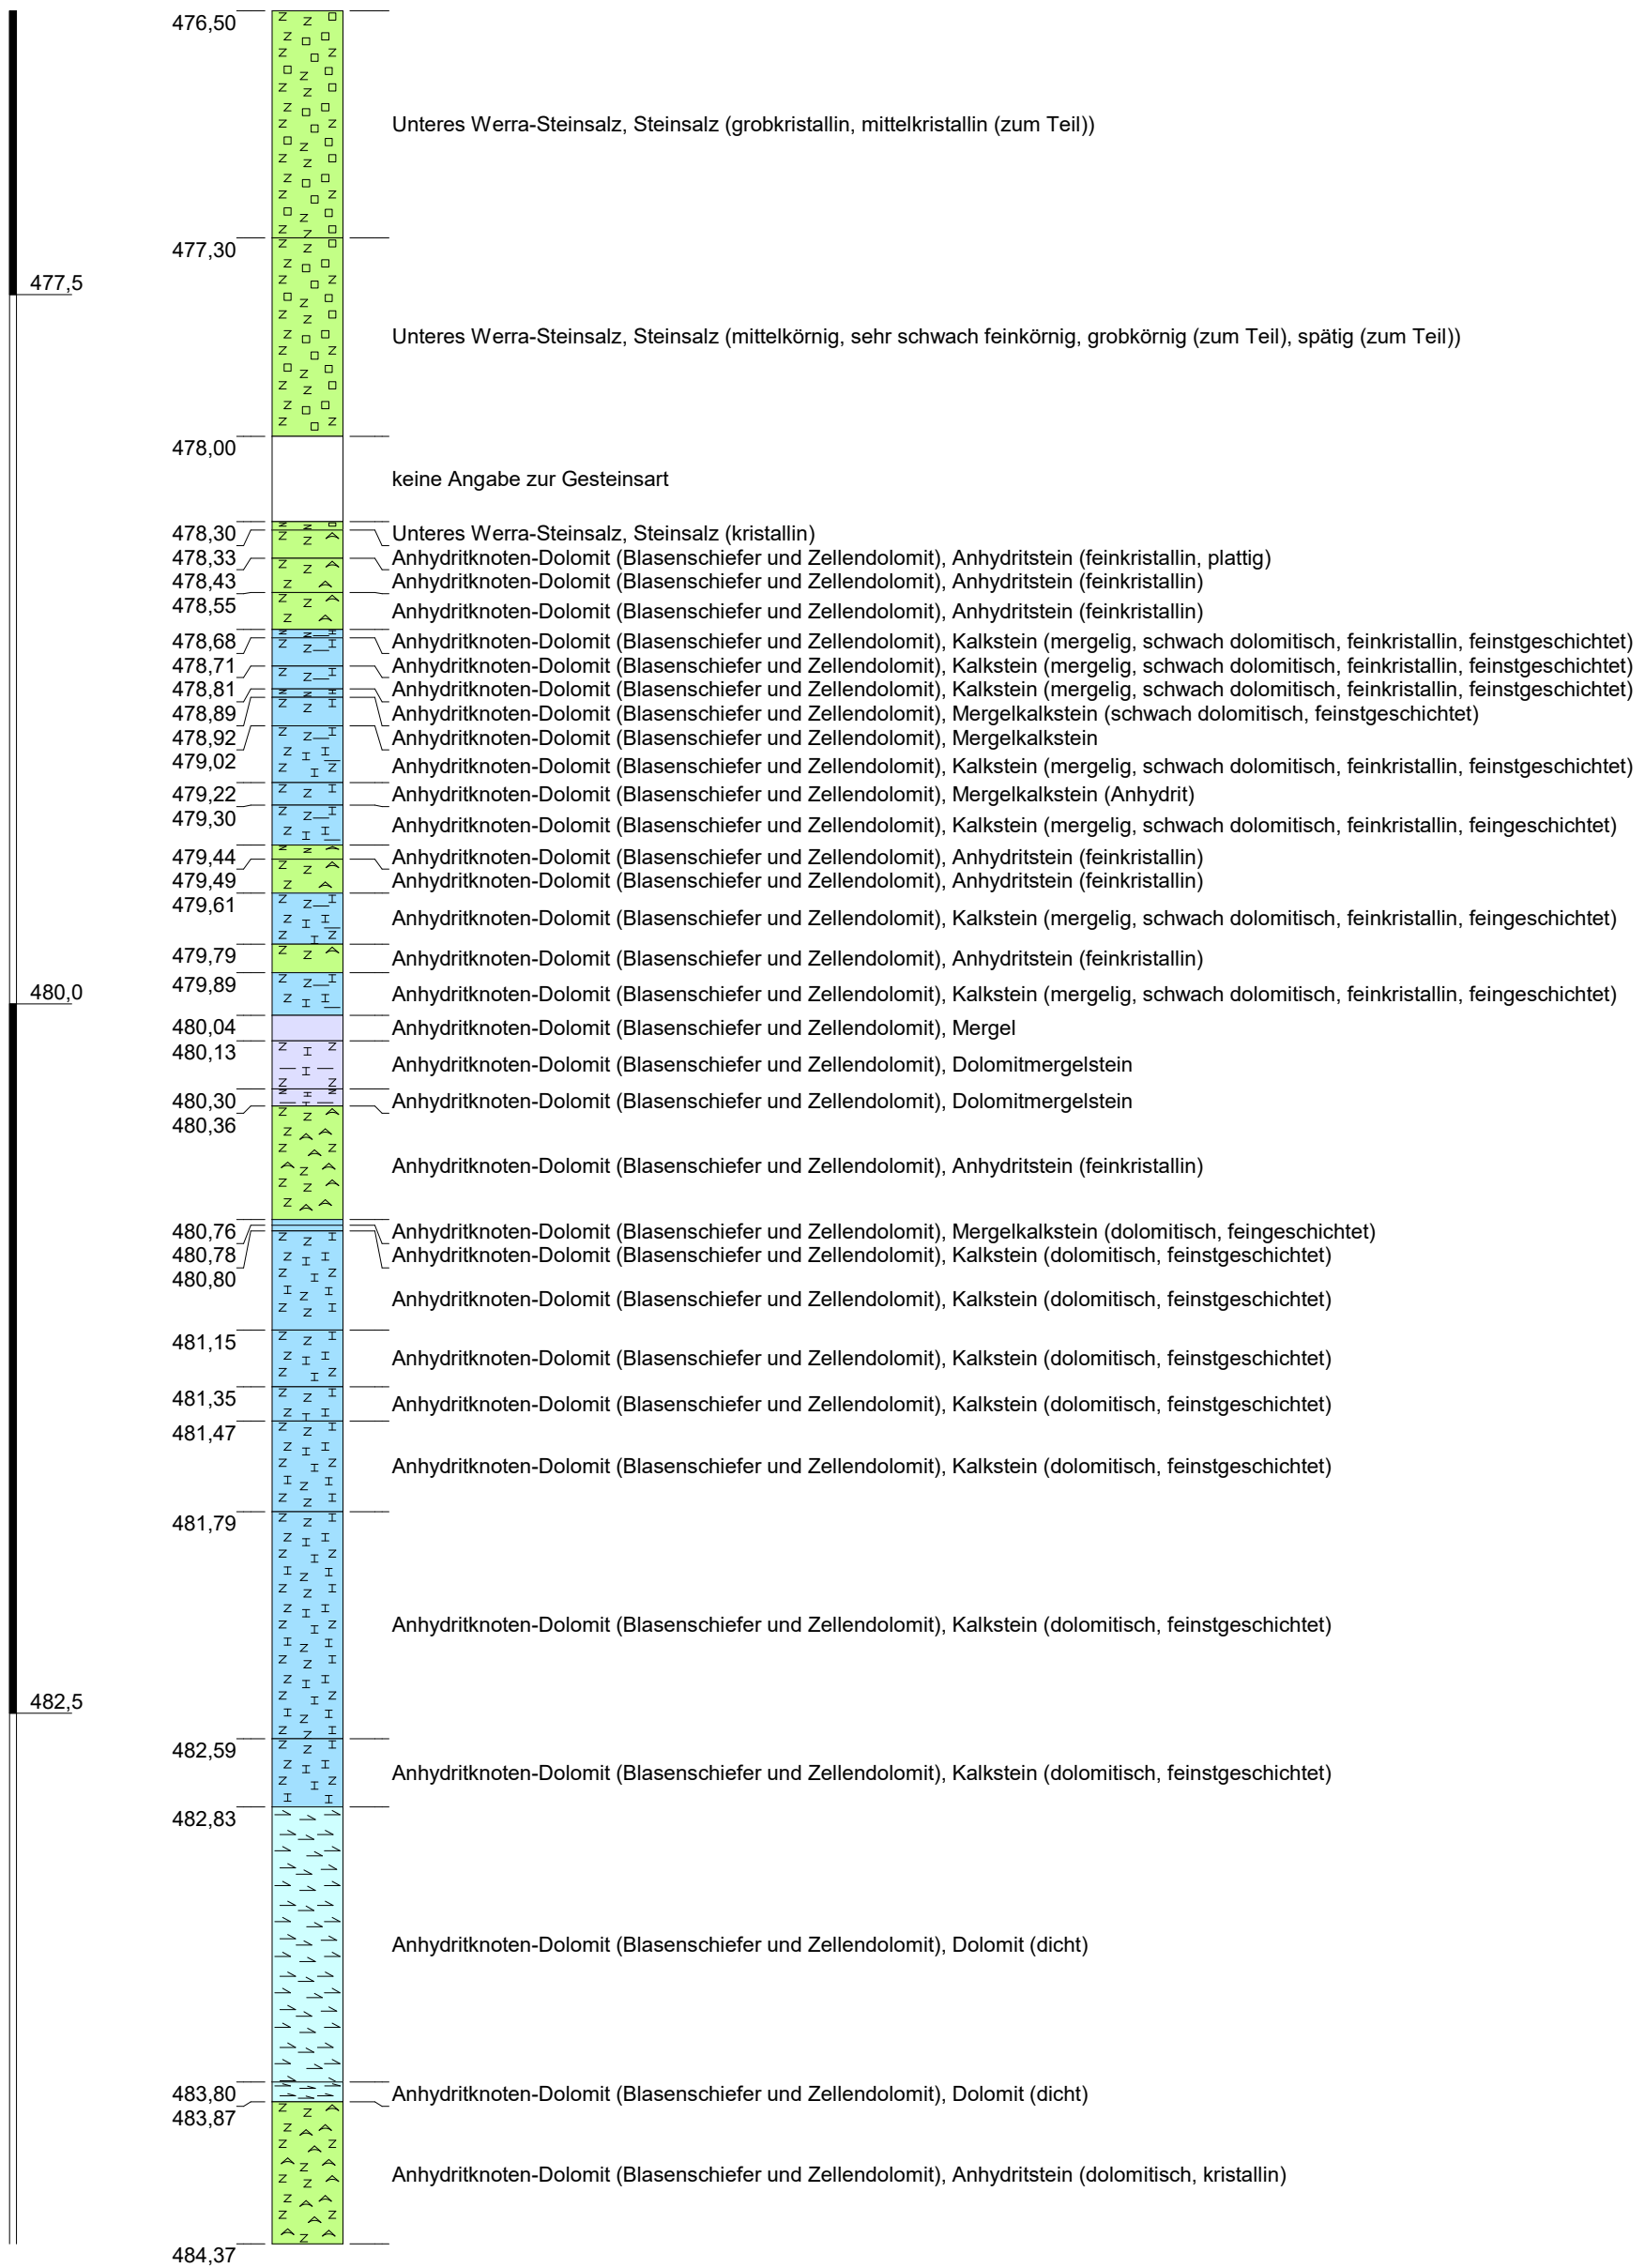 476,50
Unteres Werra-Steinsalz, Steinsalz (grobkristallin, mittelkristallin (zum Teil))
477,30
477,5
Unteres Werra-Steinsalz, Steinsalz (mittelkörnig, sehr schwach feinkörnig, grobkörnig (zum Teil), spätig (zum Teil))
478,00
keine Angabe zur Gesteinsart
478,30 Unteres Werra-Steinsalz, Steinsalz (kristallin)
478,33 Anhydritknoten-Dolomit (Blasenschiefer und Zellendolomit), Anhydritstein (feinkristallin, plattig)
478,43 Anhydritknoten-Dolomit (Blasenschiefer und Zellendolomit), Anhydritstein (feinkristallin)
478,55 Anhydritknoten-Dolomit (Blasenschiefer und Zellendolomit), Anhydritstein (feinkristallin)
478,68 Anhydritknoten-Dolomit (Blasenschiefer und Zellendolomit), Kalkstein (mergelig, schwach dolomitisch, feinkristallin, feinstgeschichtet)
478,71 Anhydritknoten-Dolomit (Blasenschiefer und Zellendolomit), Kalkstein (mergelig, schwach dolomitisch, feinkristallin, feinstgeschichtet)
478,81 Anhydritknoten-Dolomit (Blasenschiefer und Zellendolomit), Kalkstein (mergelig, schwach dolomitisch, feinkristallin, feinstgeschichtet)
478,89 Anhydritknoten-Dolomit (Blasenschiefer und Zellendolomit), Mergelkalkstein (schwach dolomitisch, feinstgeschichtet)
478,92 Anhydritknoten-Dolomit (Blasenschiefer und Zellendolomit), Mergelkalkstein
479,02 Anhydritknoten-Dolomit (Blasenschiefer und Zellendolomit), Kalkstein (mergelig, schwach dolomitisch, feinkristallin, feinstgeschichtet)
479,22 Anhydritknoten-Dolomit (Blasenschiefer und Zellendolomit), Mergelkalkstein (Anhydrit)
479,30 Anhydritknoten-Dolomit (Blasenschiefer und Zellendolomit), Kalkstein (mergelig, schwach dolomitisch, feinkristallin, feingeschichtet)
479,44 Anhydritknoten-Dolomit (Blasenschiefer und Zellendolomit), Anhydritstein (feinkristallin)
479,49 Anhydritknoten-Dolomit (Blasenschiefer und Zellendolomit), Anhydritstein (feinkristallin)
479,61 Anhydritknoten-Dolomit (Blasenschiefer und Zellendolomit), Kalkstein (mergelig, schwach dolomitisch, feinkristallin, feingeschichtet)
479,79 Anhydritknoten-Dolomit (Blasenschiefer und Zellendolomit), Anhydritstein (feinkristallin)
479,89 Anhydritknoten-Dolomit (Blasenschiefer und Zellendolomit), Kalkstein (mergelig, schwach dolomitisch, feinkristallin, feingeschichtet)
480,0
480,04 Anhydritknoten-Dolomit (Blasenschiefer und Zellendolomit), Mergel
480,13 Anhydritknoten-Dolomit (Blasenschiefer und Zellendolomit), Dolomitmergelstein
480,30 Anhydritknoten-Dolomit (Blasenschiefer und Zellendolomit), Dolomitmergelstein
480,36
Anhydritknoten-Dolomit (Blasenschiefer und Zellendolomit), Anhydritstein (feinkristallin)
480,76 Anhydritknoten-Dolomit (Blasenschiefer und Zellendolomit), Mergelkalkstein (dolomitisch, feingeschichtet)
480,78 Anhydritknoten-Dolomit (Blasenschiefer und Zellendolomit), Kalkstein (dolomitisch, feinstgeschichtet)
480,80 Anhydritknoten-Dolomit (Blasenschiefer und Zellendolomit), Kalkstein (dolomitisch, feinstgeschichtet)
481,15 Anhydritknoten-Dolomit (Blasenschiefer und Zellendolomit), Kalkstein (dolomitisch, feinstgeschichtet)
481,35 Anhydritknoten-Dolomit (Blasenschiefer und Zellendolomit), Kalkstein (dolomitisch, feinstgeschichtet)
481,47
Anhydritknoten-Dolomit (Blasenschiefer und Zellendolomit), Kalkstein (dolomitisch, feinstgeschichtet)
481,79
Anhydritknoten-Dolomit (Blasenschiefer und Zellendolomit), Kalkstein (dolomitisch, feinstgeschichtet)
482,5
482,59
Anhydritknoten-Dolomit (Blasenschiefer und Zellendolomit), Kalkstein (dolomitisch, feinstgeschichtet)
482,83
Anhydritknoten-Dolomit (Blasenschiefer und Zellendolomit), Dolomit (dicht)
483,80 Anhydritknoten-Dolomit (Blasenschiefer und Zellendolomit), Dolomit (dicht)
483,87
Anhydritknoten-Dolomit (Blasenschiefer und Zellendolomit), Anhydritstein (dolomitisch, kristallin)
484,37